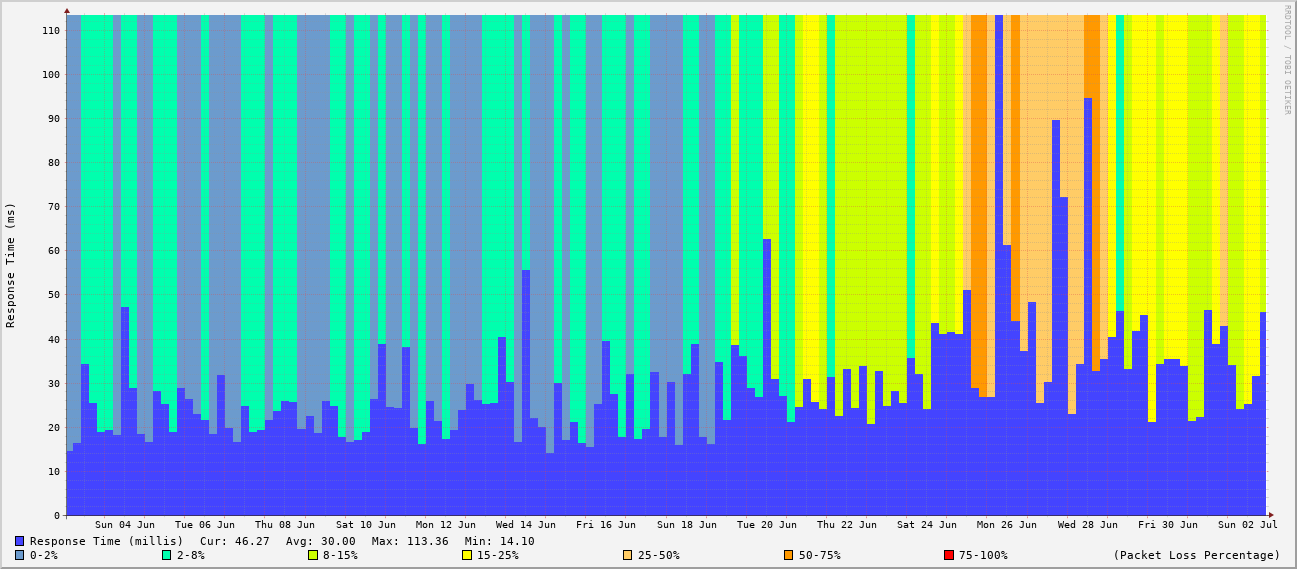 RRDTOOL / TOBI OETIKER
Response Time (ms)
110
100
90
80
70
60
50
40
30
20
10
0
Sun 04 Jun Tue 06 Jun Thu 08 Jun Sat 10 Jun Mon 12 Jun Wed 14 Jun Fri 16 Jun Sun 18 Jun Tue 20 Jun Thu 22 Jun Sat 24 Jun Mon 26 Jun Wed 28 Jun Fri 30 Jun Sun 02 Jul
Response Time (millis) Cur: 46.27 Avg: 30.00 Max: 113.36 Min: 14.10
0-2% 2-8% 8-15% 15-25% 25-50% 50-75% 75-100% (Packet Loss Percentage)